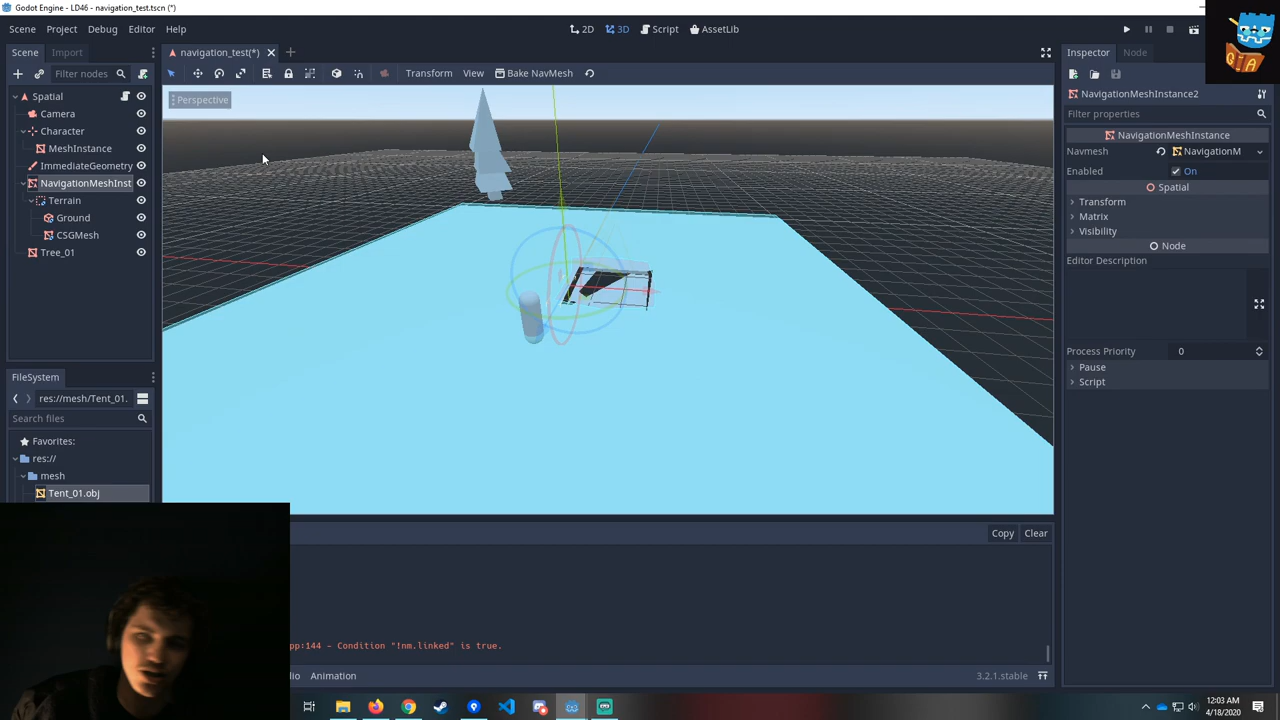 Godot Engine - LD46 - navigation_test.tscn (*)
Scene Project Debug Editor Help
2D 3D Script AssetLib
Q A
Scene Import
navigation_test(*)
Inspector Node
Filter nodes
Transform View Bake NavMesh
NavigationMeshInstance2
Filter properties
Spatial
Camera
Character
MeshInstance
ImmediateGeometry
NavigationMeshInst
Terrain
Ground
CSGMesh
Tree_01
Perspective
NavigationMeshInstance
Navmesh NavigationM
Enabled On
Spatial
Transform
Matrix
Visibility
Node
Editor Description
Process Priority 0
Pause
Script
FileSystem
res://mesh/Tent_01.
Search files
Favorites:
res://
mesh
Tent_01.obj
Copy Clear
pp:144 - Condition "!nm.linked" is true.
dio Animation
3.2.1.stable
12:03 AM
4/18/2020